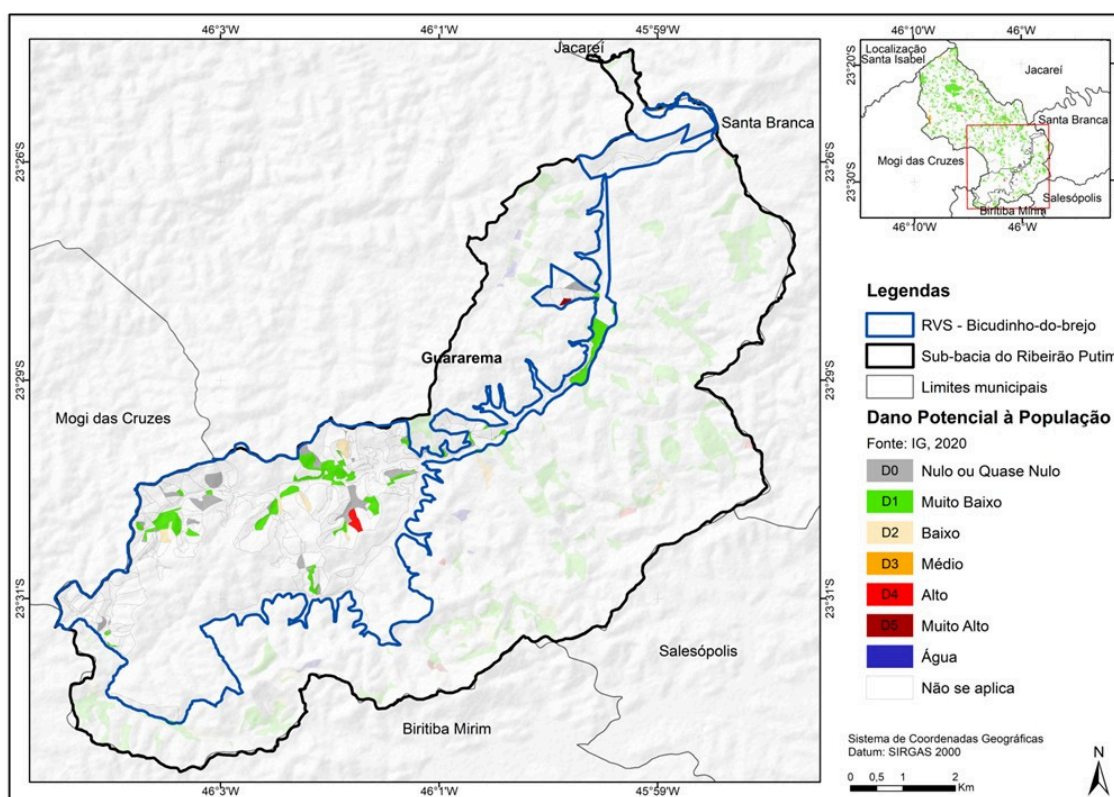 46°3'W
46°1'W
45°59'W
Jacareí
Santa Branca
23°26'S
23°26'S
Guararema
23°29'S
23°29'S
Mogi das Cruzes
23°31'S
23°31'S
Salesópolis
Biritiba Mirim
46°3'W
46°1'W
45°59'W
46°10'W
46°W
Localização
Santa Isabel
Jacareí
23°20'S
Santa Branca
Mogi das Cruzes
23°30'S
Salesópolis
Biritiba Mirim
46°10'W
46°W
Legendas
RVS - Bicudinho-do-brejo
Sub-bacia do Ribeirão Putim
Limites municipais
Dano Potencial à População
Fonte: IG, 2020
D0 Nulo ou Quase Nulo
D1 Muito Baixo
D2 Baixo
D3 Médio
D4 Alto
D5 Muito Alto
Água
Não se aplica
Sistema de Coordenadas Geográficas
Datum: SIRGAS 2000
N
0 0,5 1 2
Km